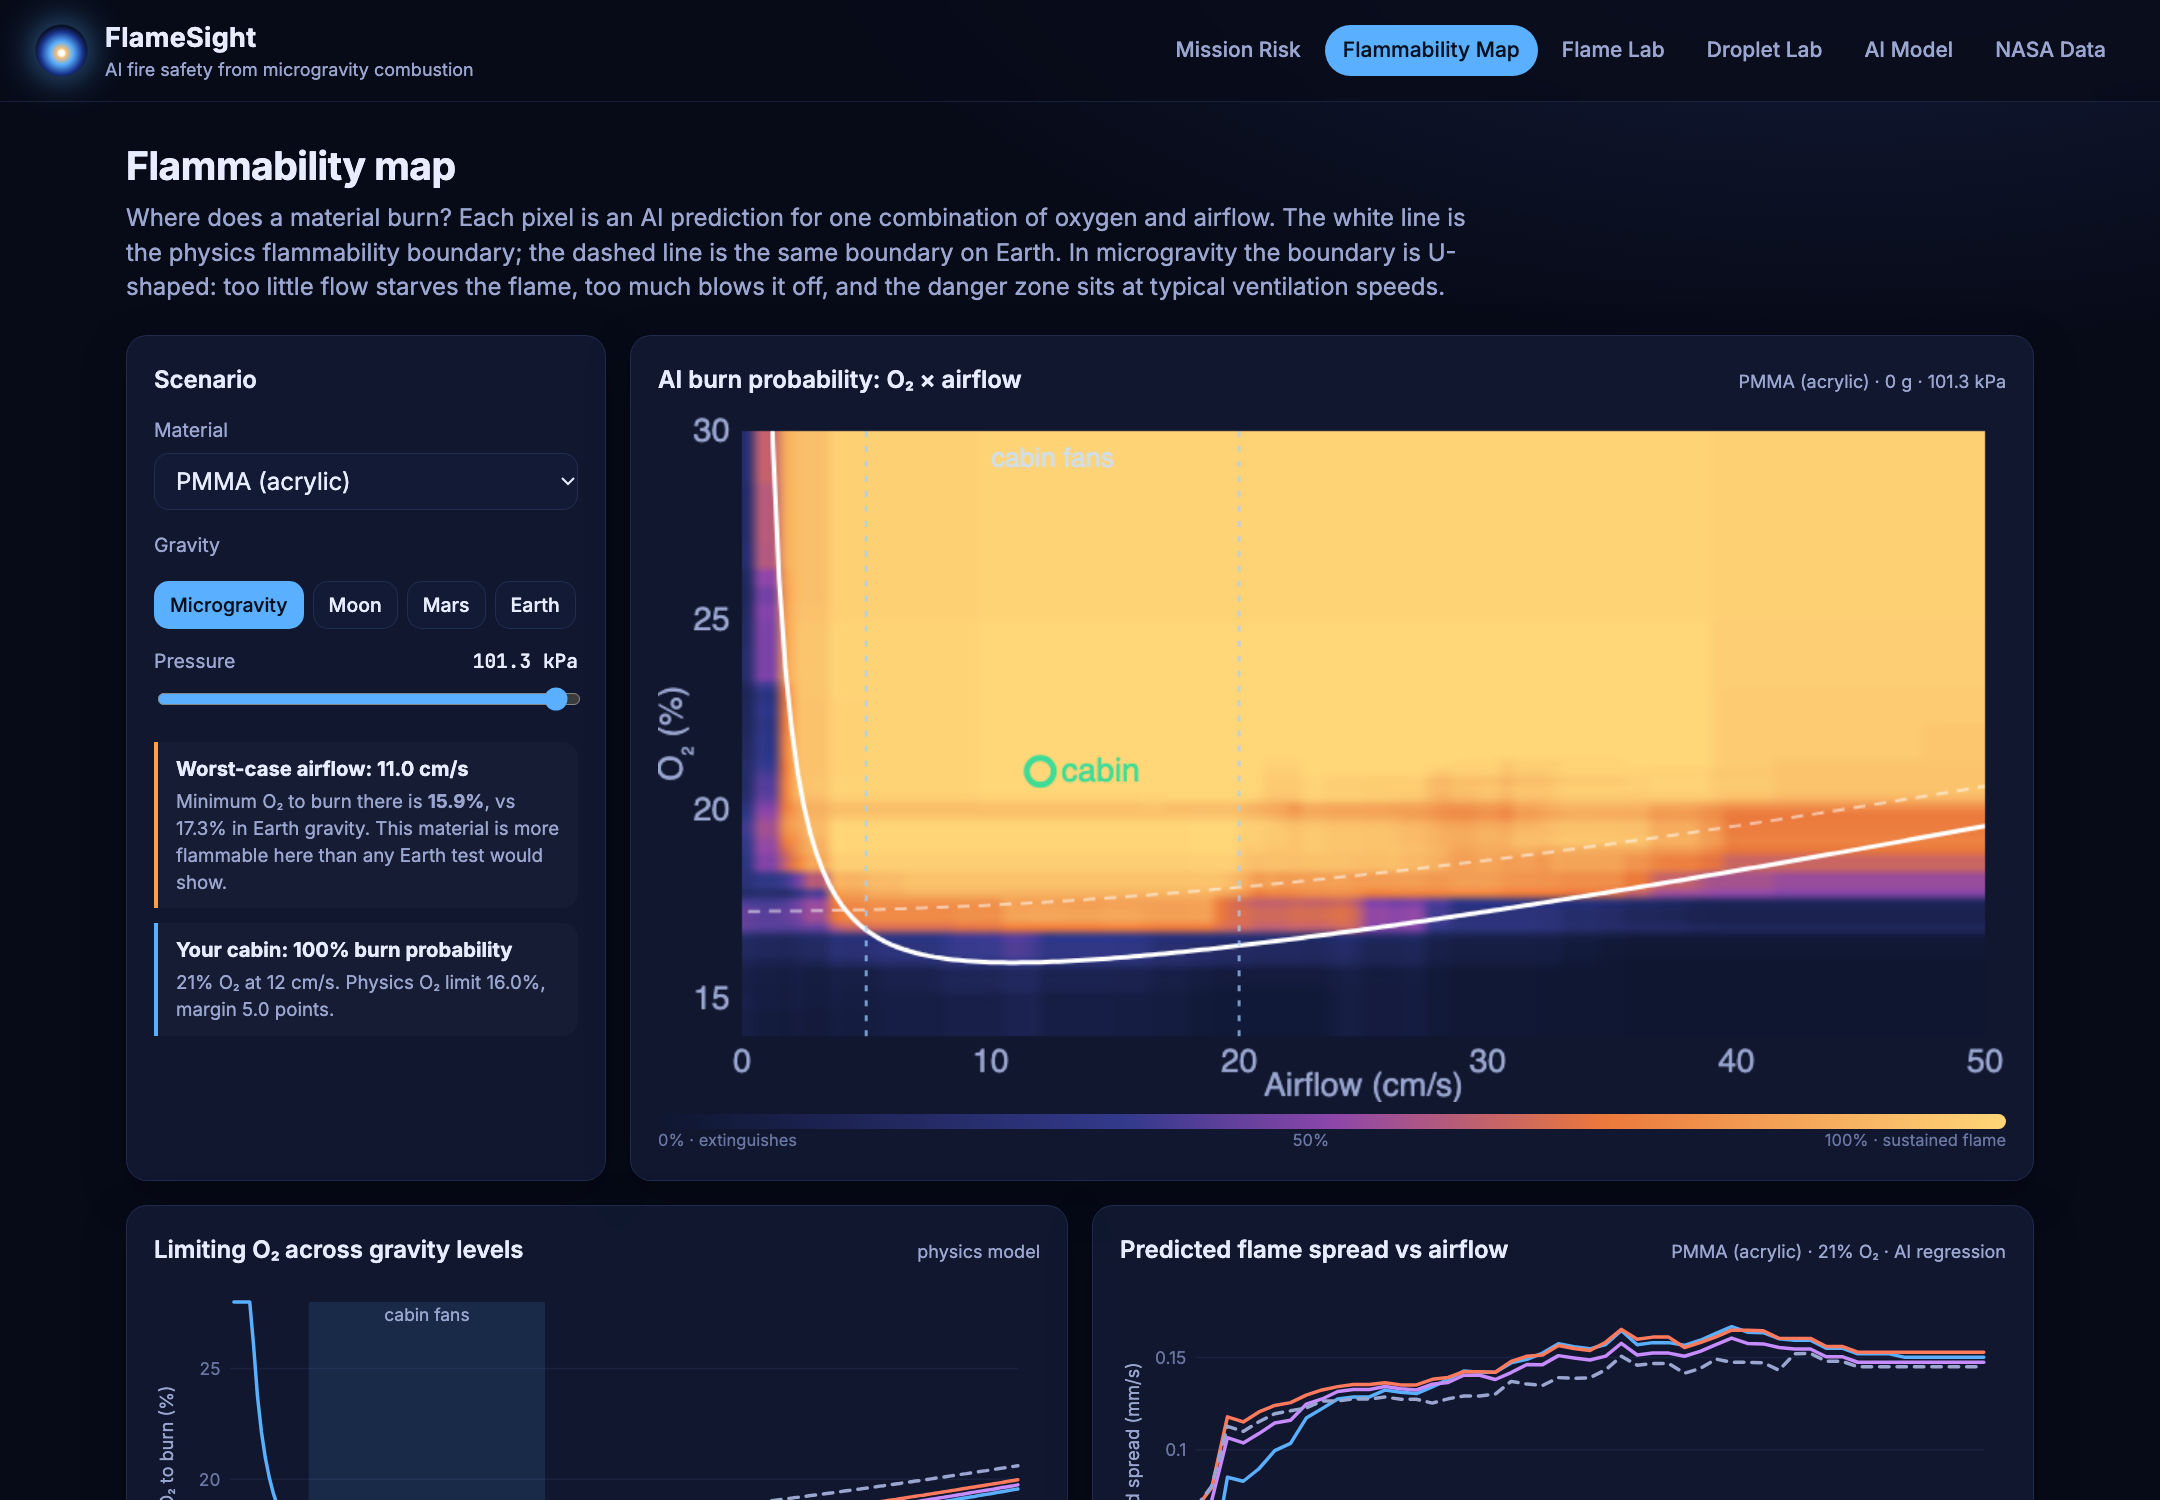 FlameSight
AI fire safety from microgravity combustion
Mission Risk
Flammability Map
Flame Lab
Droplet Lab
AI Model
NASA Data
Flammability map
Where does a material burn? Each pixel is an AI prediction for one combination of oxygen and airflow. The white line is
the physics flammability boundary; the dashed line is the same boundary on Earth. In microgravity the boundary is U-
shaped: too little flow starves the flame, too much blows it off, and the danger zone sits at typical ventilation speeds.
Scenario
Material
PMMA (acrylic)
Gravity
Microgravity
Moon
Mars
Earth
Pressure
101.3 kPa
Worst-case airflow: 11.0 cm/s
Minimum O₂ to burn there is 15.9%, vs
17.3% in Earth gravity. This material is more
flammable here than any Earth test would
show.
Your cabin: 100% burn probability
21% O₂ at 12 cm/s. Physics O₂ limit 16.0%,
margin 5.0 points.
AI burn probability: O₂ × airflow
PMMA (acrylic) · 0 g · 101.3 kPa
30
25
20
15
O₂ (%)
cabin fans
cabin
0
10
20
30
40
50
Airflow (cm/s)
0% · extinguishes
50%
100% · sustained flame
Limiting O₂ across gravity levels
physics model
cabin fans
25
20
O₂ to burn (%)
Predicted flame spread vs airflow
PMMA (acrylic) · 21% O₂ · AI regression
0.15
0.1
d spread (mm/s)